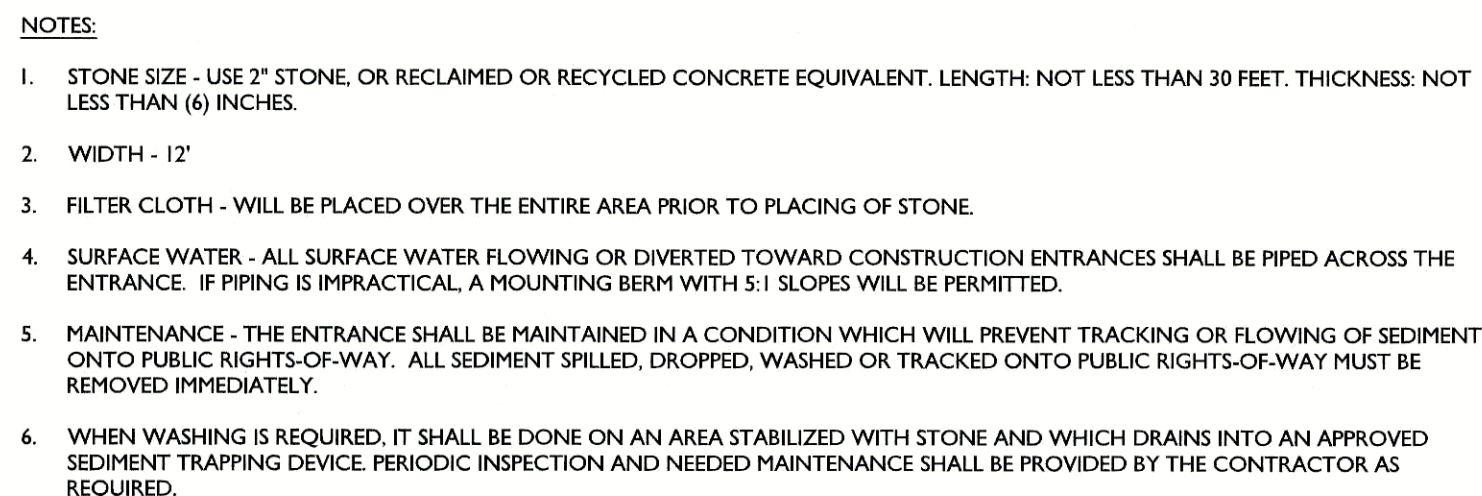 NOTES:
1. STONE SIZE - USE 2" STONE, OR RECLAIMED OR RECYCLED CONCRETE EQUIVALENT. LENGTH: NOT LESS THAN 30 FEET. THICKNESS: NOT
LESS THAN (6) INCHES.
2. WIDTH - 12'
3. FILTER CLOTH - WILL BE PLACED OVER THE ENTIRE AREA PRIOR TO PLACING OF STONE.
4. SURFACE WATER - ALL SURFACE WATER FLOWING OR DIVERTED TOWARD CONSTRUCTION ENTRANCES SHALL BE PIPED ACROSS THE
ENTRANCE. IF PIPING IS IMPRACTICAL, A MOUNTING BERM WITH 5:1 SLOPES WILL BE PERMITTED.
5. MAINTENANCE - THE ENTRANCE SHALL BE MAINTAINED IN A CONDITION WHICH WILL PREVENT TRACKING OR FLOWING OF SEDIMENT
ONTO PUBLIC RIGHTS-OF-WAY. ALL SEDIMENT SPILLED, DROPPED, WASHED OR TRACKED ONTO PUBLIC RIGHTS-OF-WAY MUST BE
REMOVED IMMEDIATELY.
6. WHEN WASHING IS REQUIRED, IT SHALL BE DONE ON AN AREA STABILIZED WITH STONE AND WHICH DRAINS INTO AN APPROVED
SEDIMENT TRAPPING DEVICE. PERIODIC INSPECTION AND NEEDED MAINTENANCE SHALL BE PROVIDED BY THE CONTRACTOR AS
REQUIRED.